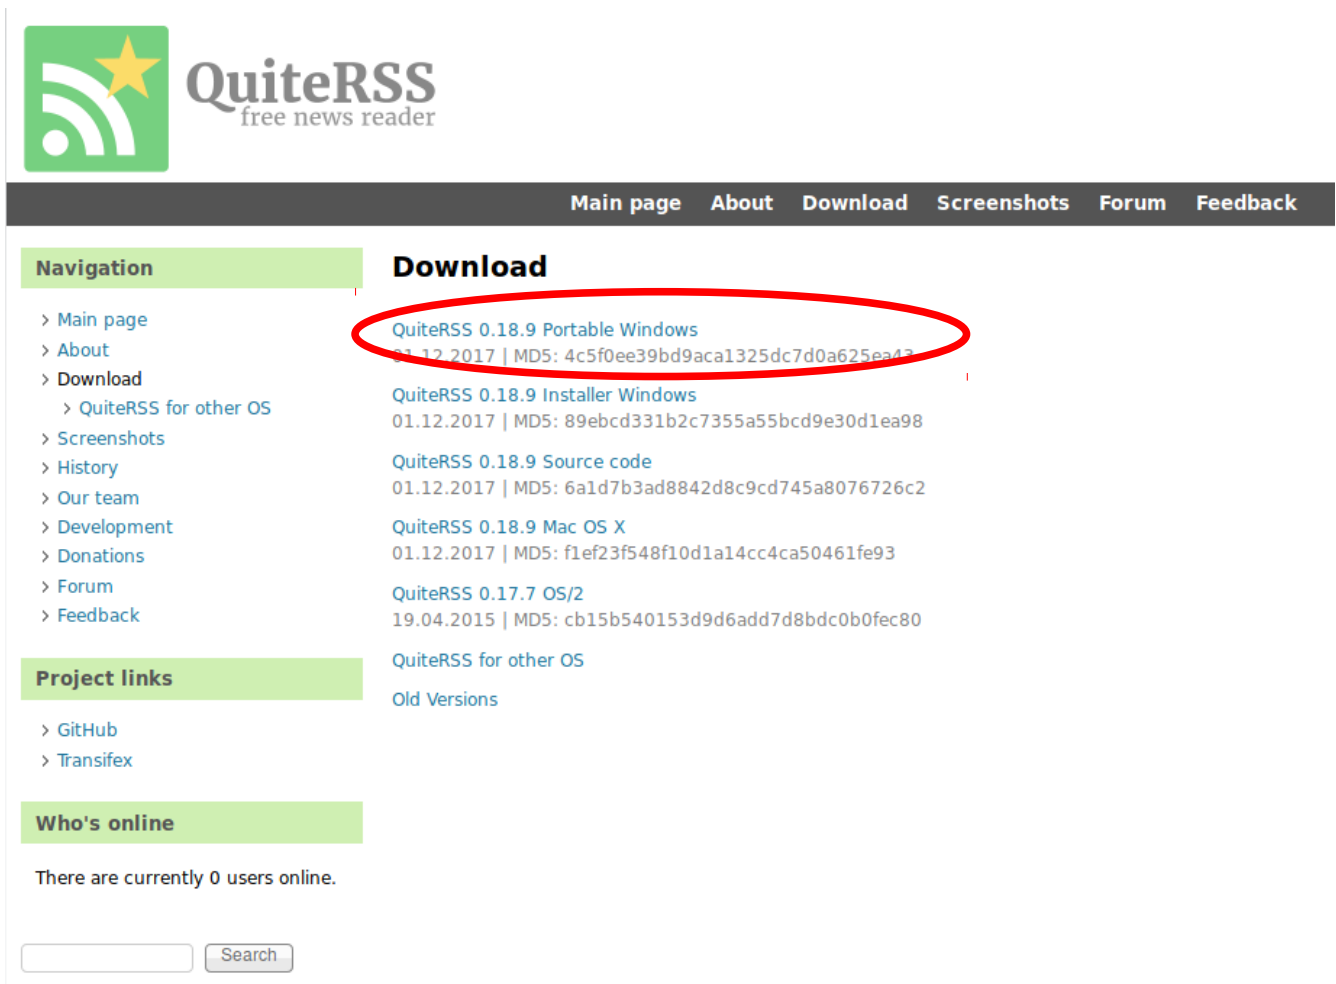 QuiteRSS
free news reader
Main page About Download Screenshots Forum Feedback
Navigation
> Main page
> About
> Download
> QuiteRSS for other OS
> Screenshots
> History
> Our team
> Development
> Donations
> Forum
> Feedback
Project links
> GitHub
> Transifex
Who's online
There are currently 0 users online.
Search
Download
QuiteRSS 0.18.9 Portable Windows
01.12.2017 | MD5: 4c5f0ee39bd9aca1325dc7d0a625ea43
QuiteRSS 0.18.9 Installer Windows
01.12.2017 | MD5: 89ebcd331b2c7355a55bcd9e30d1ea98
QuiteRSS 0.18.9 Source code
01.12.2017 | MD5: 6a1d7b3ad8842d8c9cd745a8076726c2
QuiteRSS 0.18.9 Mac OS X
01.12.2017 | MD5: f1ef23f548f10d1a14cc4ca50461fe93
QuiteRSS 0.17.7 OS/2
19.04.2015 | MD5: cb15b540153d9d6add7d8bdc0b0fec80
QuiteRSS for other OS
Old Versions